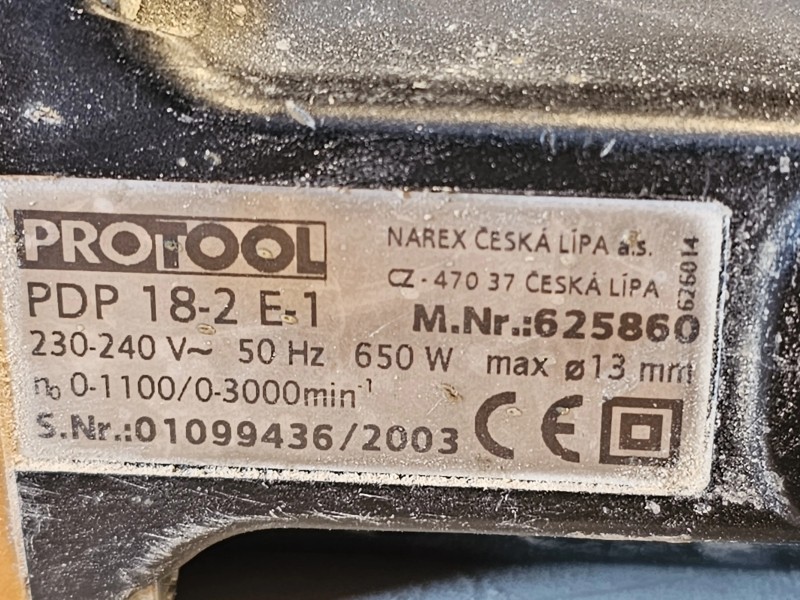 PROTOOL
NAREX ČESKÁ LÍPA a.s.
CZ - 470 37 ČESKÁ LÍPA
626014
PDP 18-2 E-1
M.Nr.:625860
230-240 V~ 50 Hz 650 W max ø13 mm
n₀ 0-1100/0-3000min⁻¹
S.Nr.:01099436/2003
CE